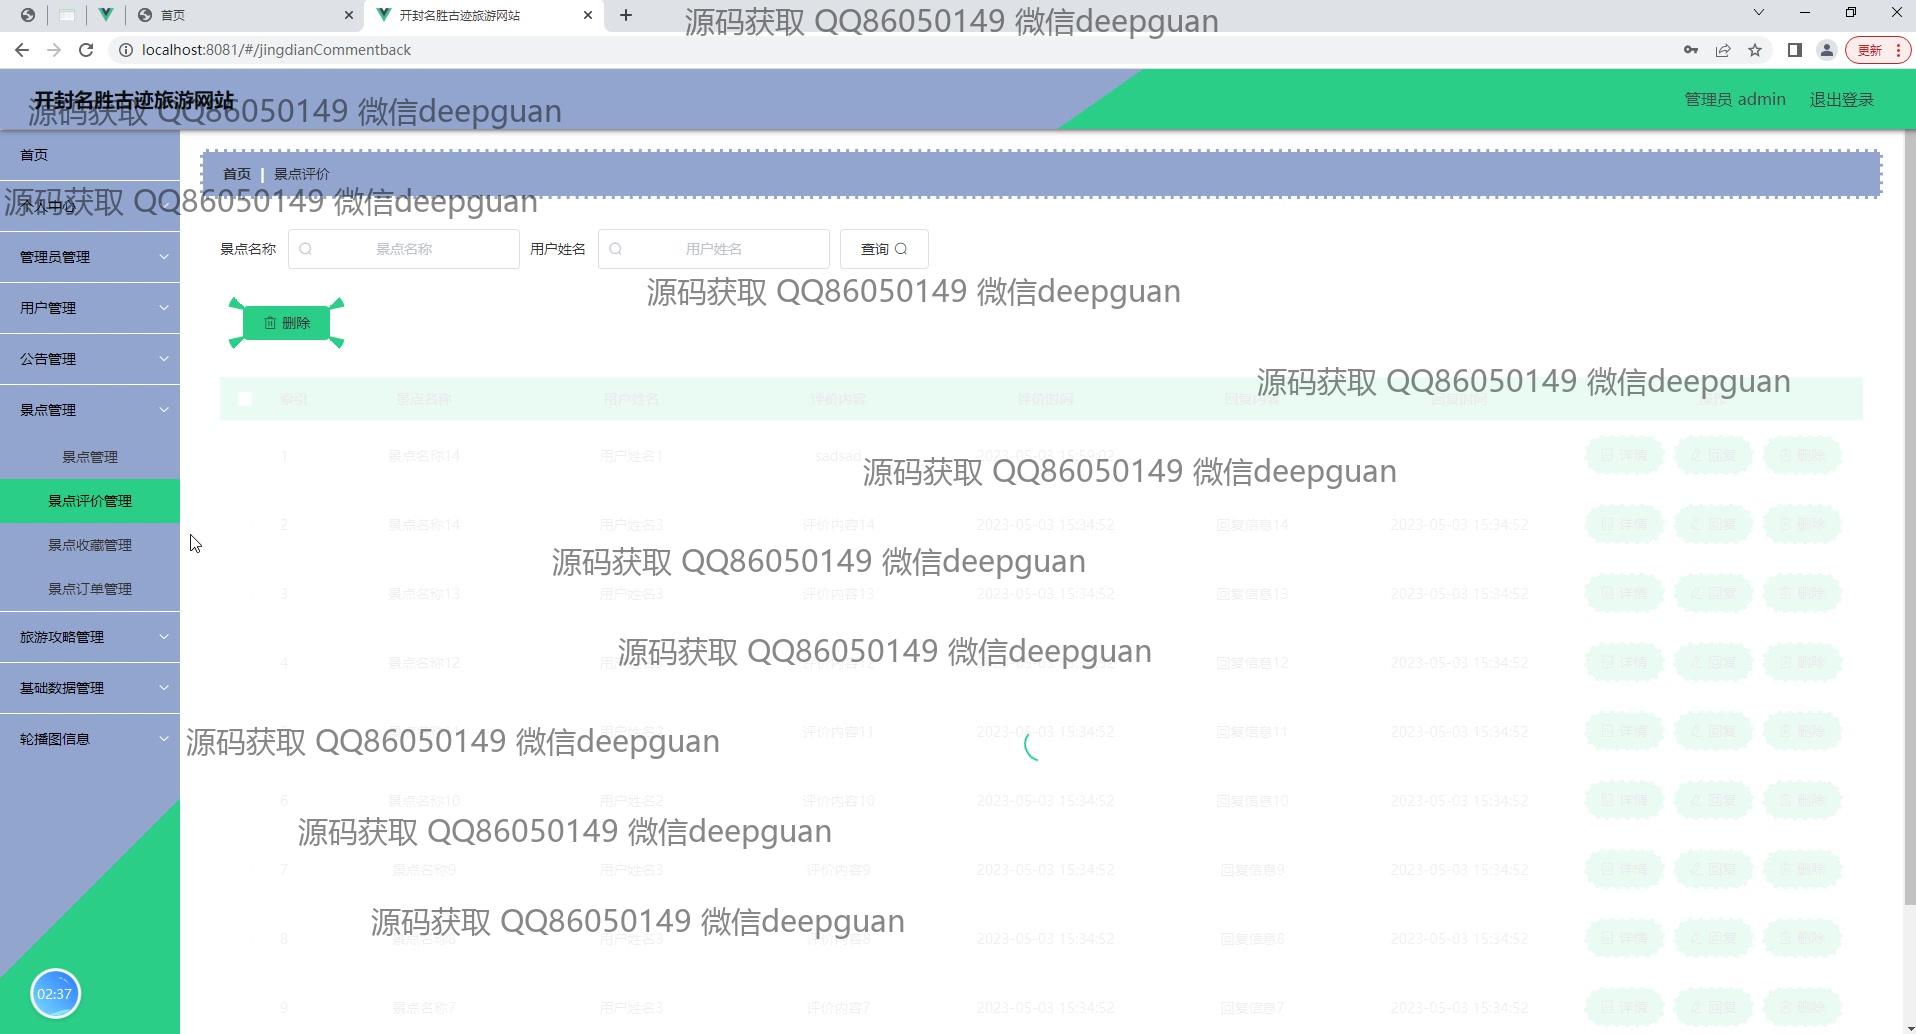 首页
开封名胜古迹旅游网站
源码获取 QQ86050149 微信deepguan
localhost:8081/#/jingdianCommentback
更新
开封名胜古迹旅游网站
源码获取 QQ86050149 微信deepguan
管理员 admin
退出登录
首页
首页 | 景点评价
个人中心
源码获取 QQ86050149 微信deepguan
管理员管理
景点名称 景点名称 用户姓名 用户姓名 查询
源码获取 QQ86050149 微信deepguan
用户管理
删除
公告管理
源码获取 QQ86050149 微信deepguan
索引 景点名称 用户姓名 评价内容 评价时间 回复内容 回复时间 操作
景点管理
景点管理
1 景点名称14 用户姓名1 sadsad 2023-05-03 15:59:02 详情 回复 删除
源码获取 QQ86050149 微信deepguan
景点评价管理
2 景点名称14 用户姓名3 评价内容14 2023-05-03 15:34:52 回复信息14 2023-05-03 15:34:52 详情 回复 删除
景点收藏管理
源码获取 QQ86050149 微信deepguan
景点订单管理
3 景点名称13 用户姓名3 评价内容13 2023-05-03 15:34:52 回复信息13 2023-05-03 15:34:52 详情 回复 删除
旅游攻略管理
源码获取 QQ86050149 微信deepguan
4 景点名称12 评价内容12 2023-05-03 15:34:52 回复信息12 2023-05-03 15:34:52 详情 回复 删除
基础数据管理
轮播图信息
源码获取 QQ86050149 微信deepguan
评价内容11 2023-05-03 15:34:52 回复信息11 2023-05-03 15:34:52 详情 回复 删除
6 景点名称10 用户姓名2 评价内容10 2023-05-03 15:34:52 回复信息10 2023-05-03 15:34:52 详情 回复 删除
源码获取 QQ86050149 微信deepguan
7 景点名称9 用户姓名3 评价内容9 2023-05-03 15:34:52 回复信息9 2023-05-03 15:34:52 详情 回复 删除
源码获取 QQ86050149 微信deepguan
8 景点名称8 用户姓名3 评价内容8 2023-05-03 15:34:52 回复信息8 2023-05-03 15:34:52 详情 回复 删除
02:37
9 景点名称7 用户姓名3 评价内容7 2023-05-03 15:34:52 回复信息7 2023-05-03 15:34:52 详情 回复 删除